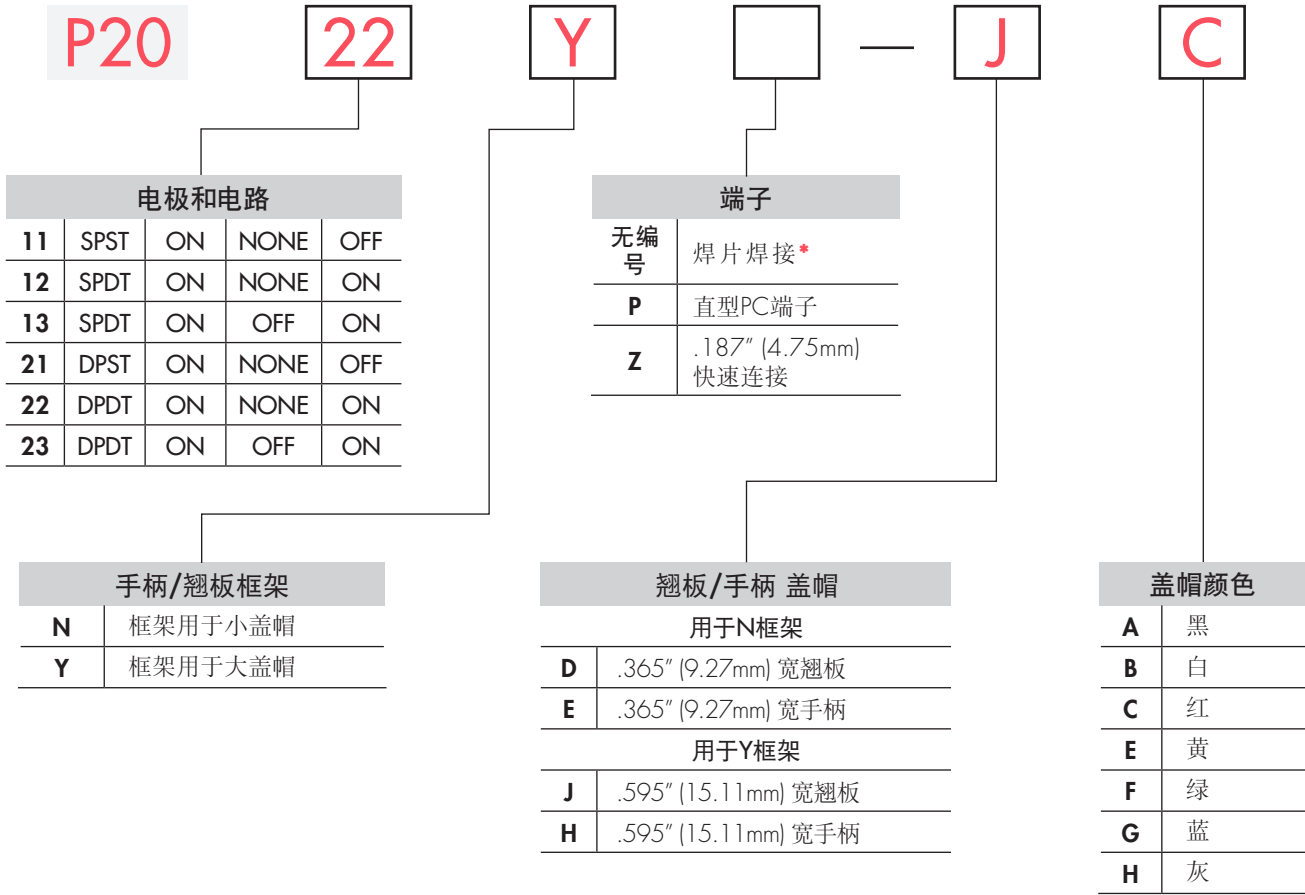 P20 22 Y — J C
电极和电路
11 SPST ON NONE OFF
12 SPDT ON NONE ON
13 SPDT ON OFF ON
21 DPST ON NONE OFF
22 DPDT ON NONE ON
23 DPDT ON OFF ON
端子
无编
号 焊片焊接*
P 直型PC端子
Z .187" (4.75mm)
快速连接
手柄/翘板框架
N 框架用于小盖帽
Y 框架用于大盖帽
翘板/手柄 盖帽
用于N框架
D .365" (9.27mm) 宽翘板
E .365" (9.27mm) 宽手柄
用于Y框架
J .595" (15.11mm) 宽翘板
H .595" (15.11mm) 宽手柄
盖帽颜色
A 黑
B 白
C 红
E 黄
F 绿
G 蓝
H 灰